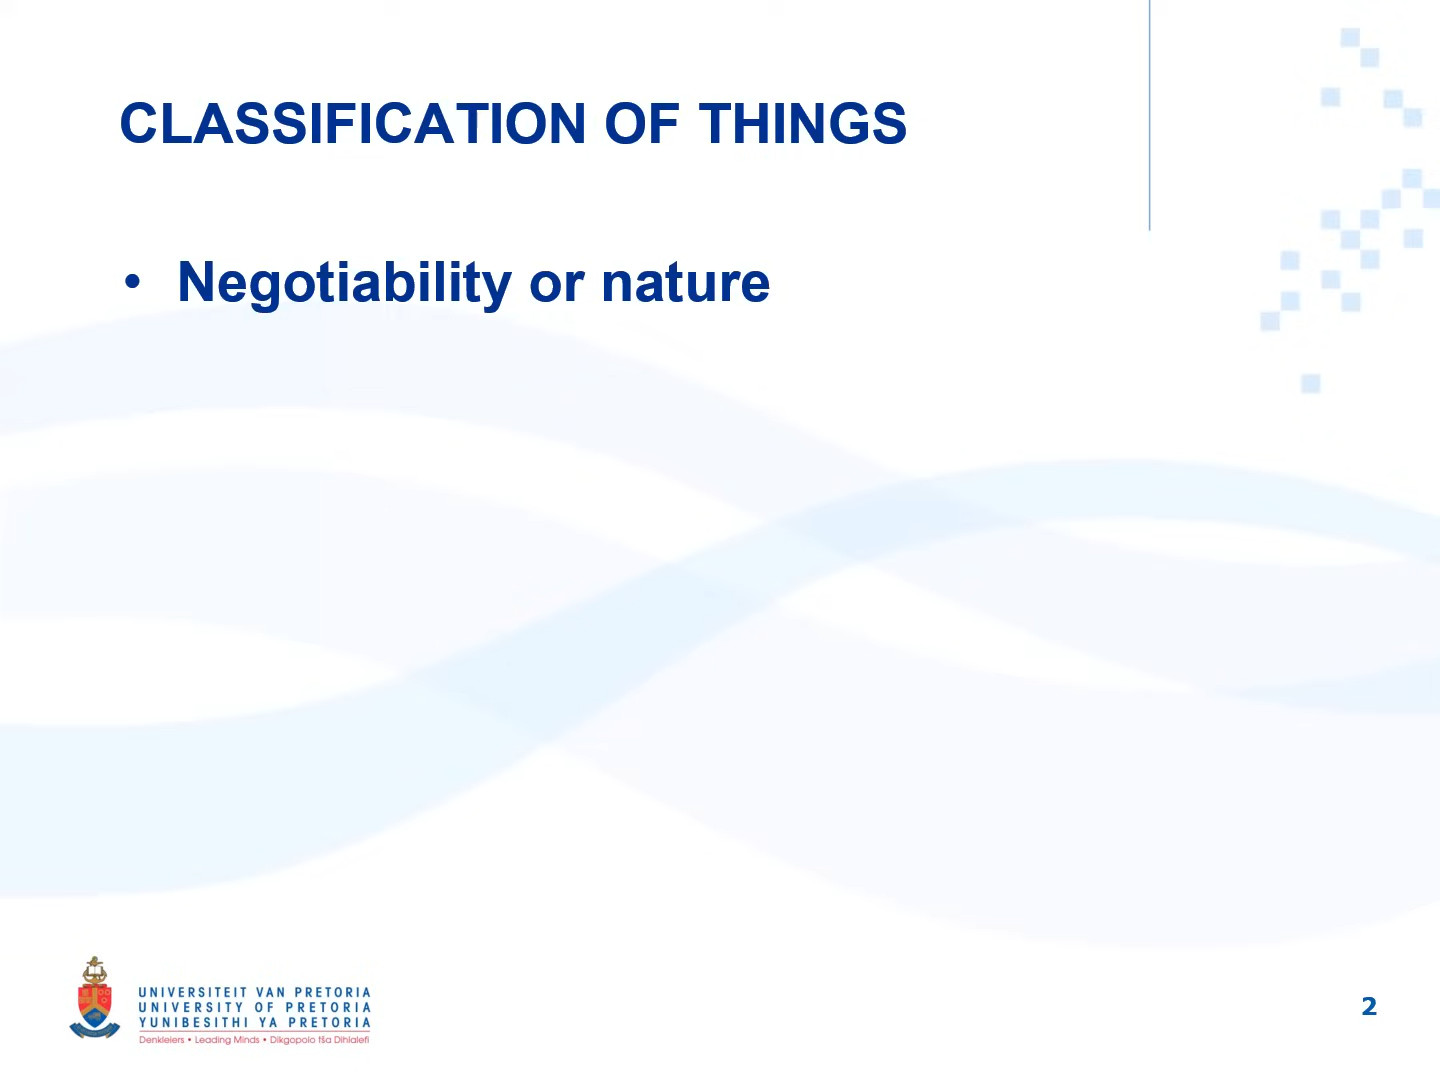 CLASSIFICATION OF THINGS
• Negotiability or nature
UNIVERSITEIT VAN PRETORIA
UNIVERSITY OF PRETORIA
YUNIBESITHI YA PRETORIA
Denkleiers • Leading Minds • Dikgopolo tša Dihlalefi
2